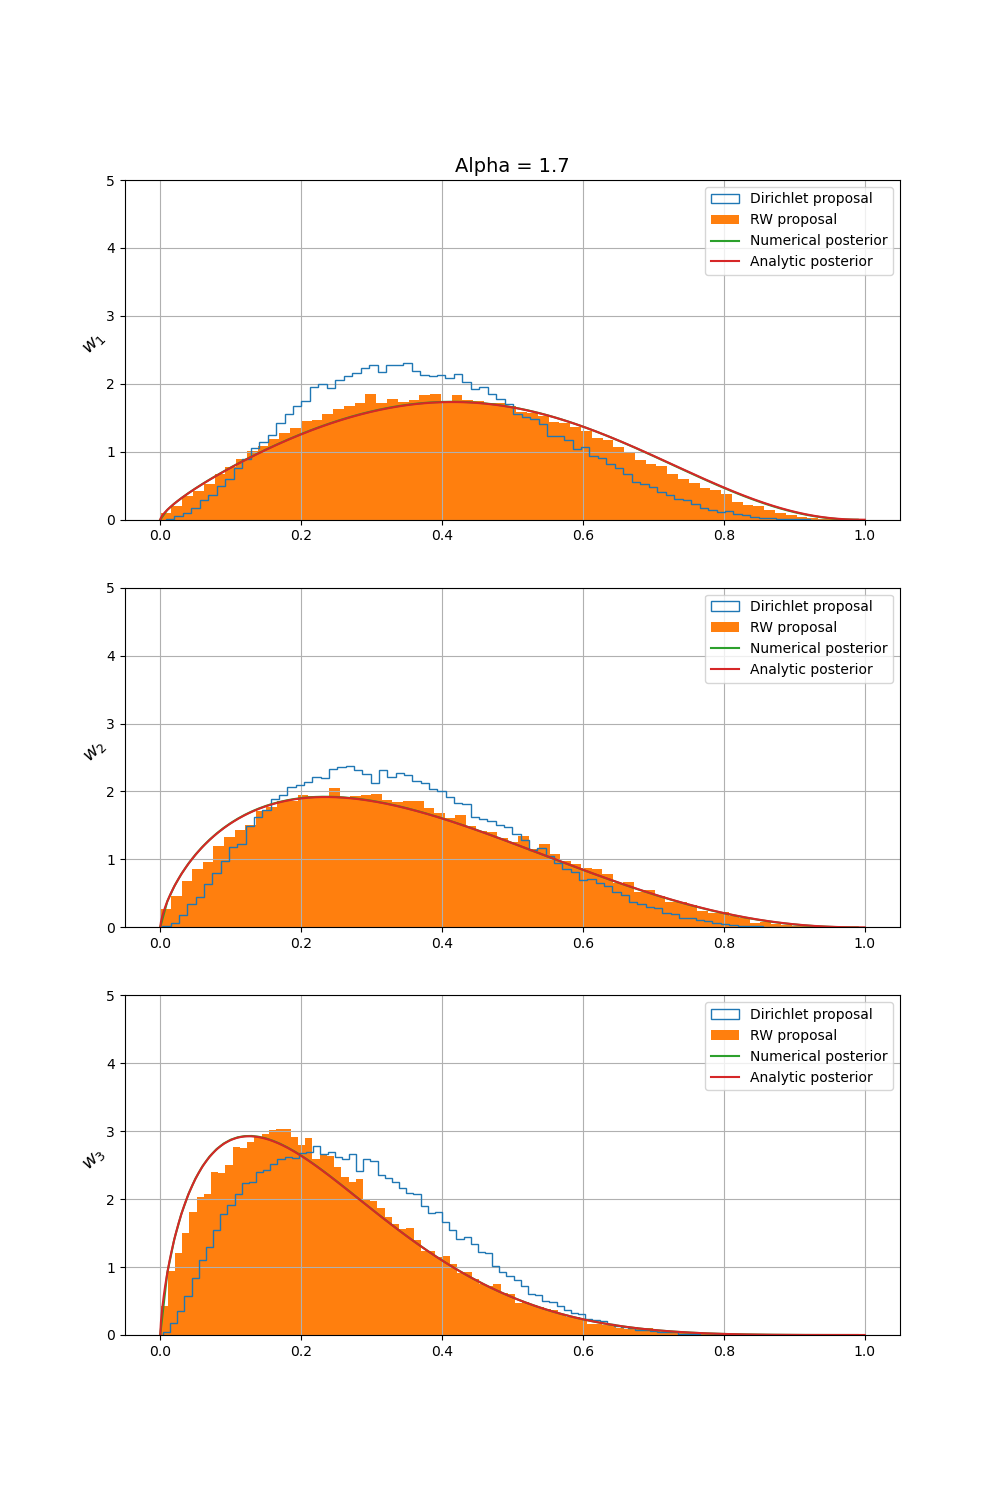 Alpha = 1.7
5
4
3
2
1
0
w₁
Dirichlet proposal
RW proposal
Numerical posterior
Analytic posterior
0.0 0.2 0.4 0.6 0.8 1.0
5
4
3
2
1
0
w₂
Dirichlet proposal
RW proposal
Numerical posterior
Analytic posterior
0.0 0.2 0.4 0.6 0.8 1.0
5
4
3
2
1
0
w₃
Dirichlet proposal
RW proposal
Numerical posterior
Analytic posterior
0.0 0.2 0.4 0.6 0.8 1.0